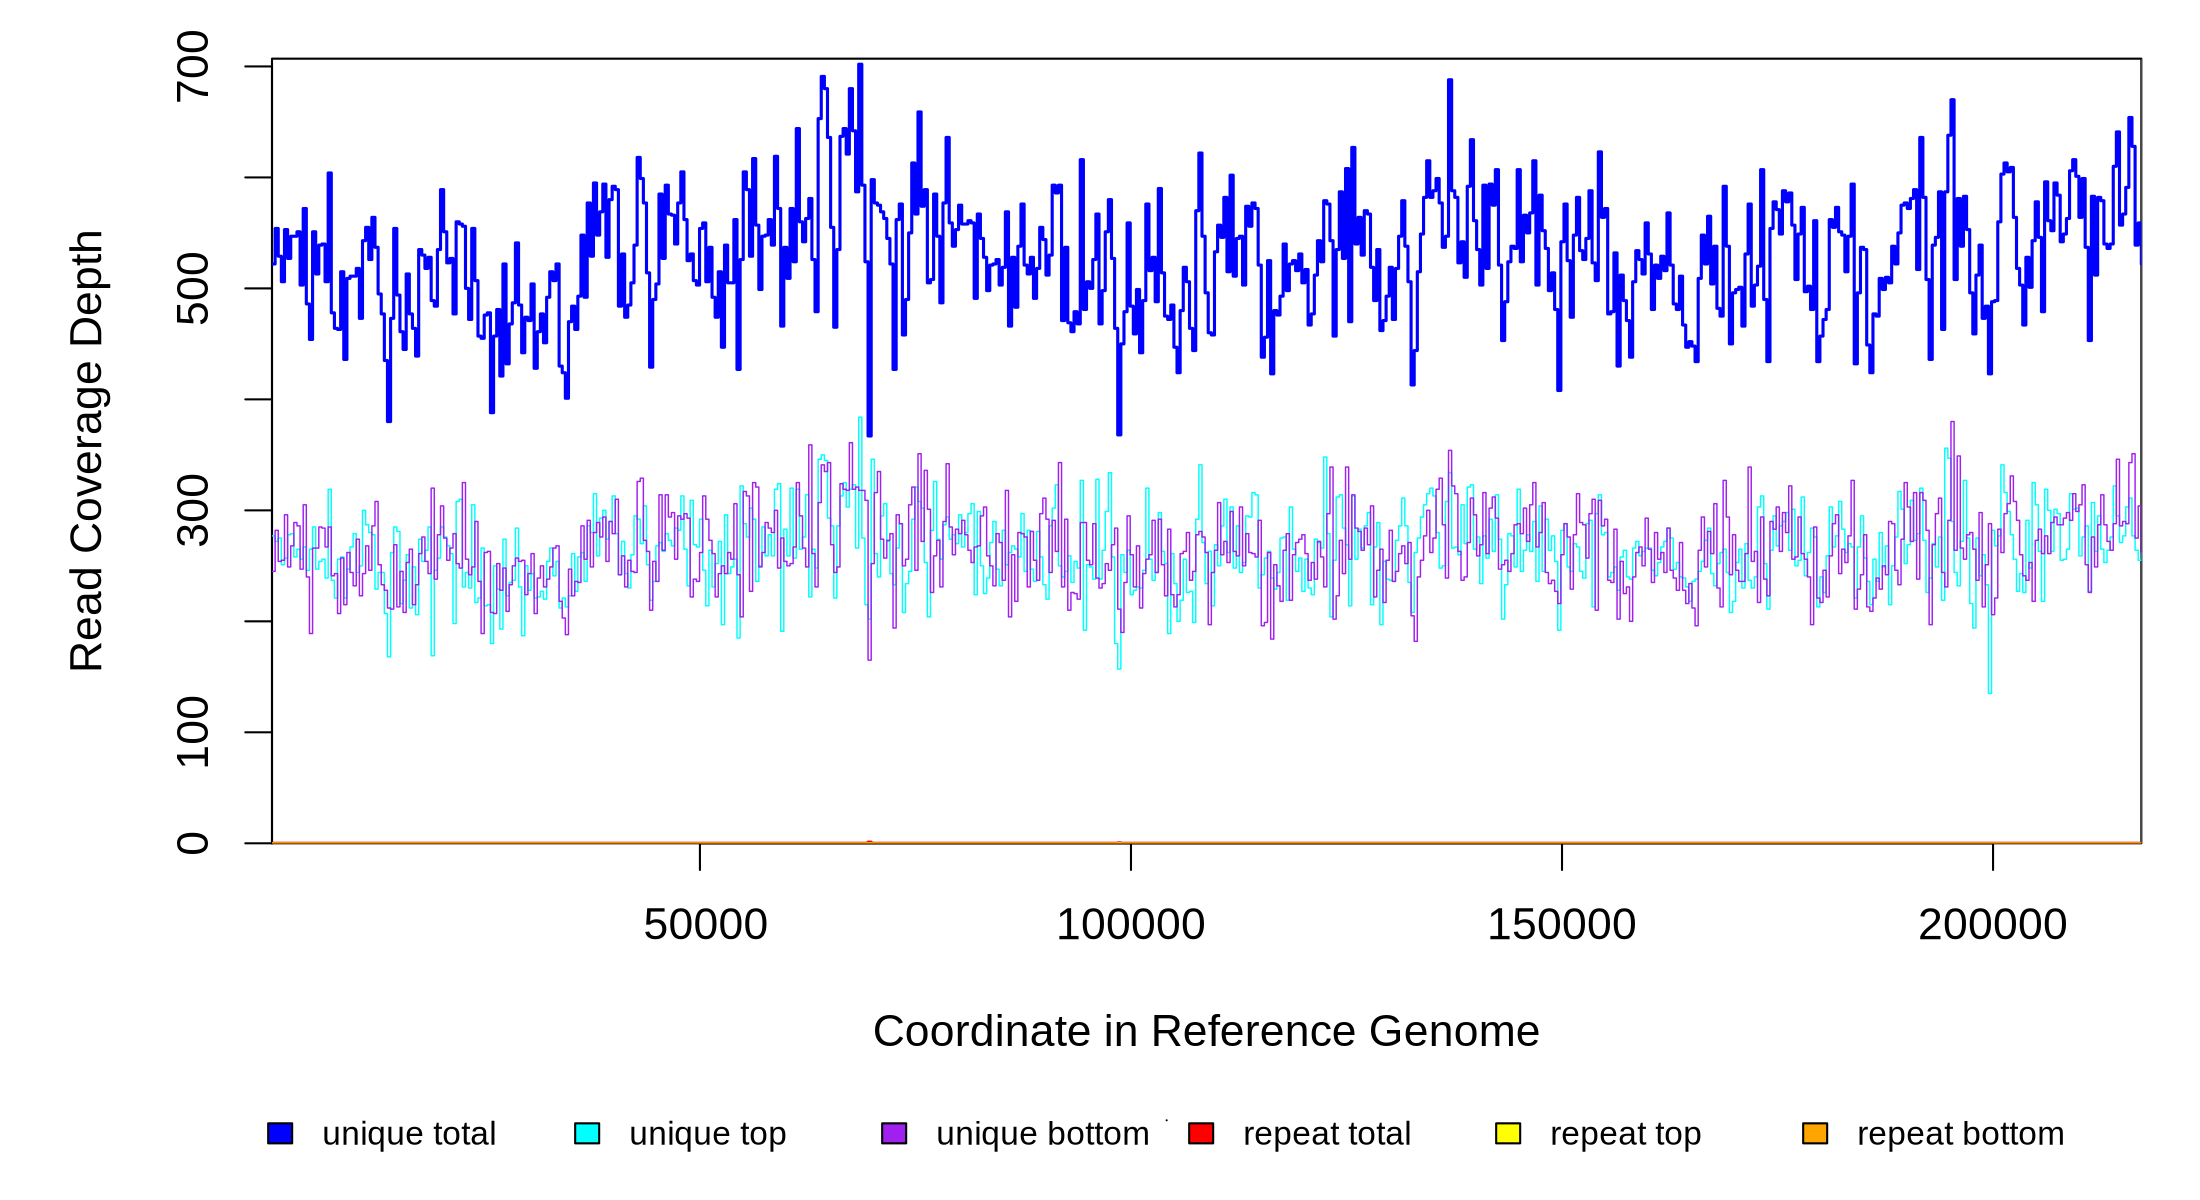 Read Coverage Depth
700
500
300
100
0
50000 100000 150000 200000
Coordinate in Reference Genome
unique total unique top unique bottom repeat total repeat top repeat bottom